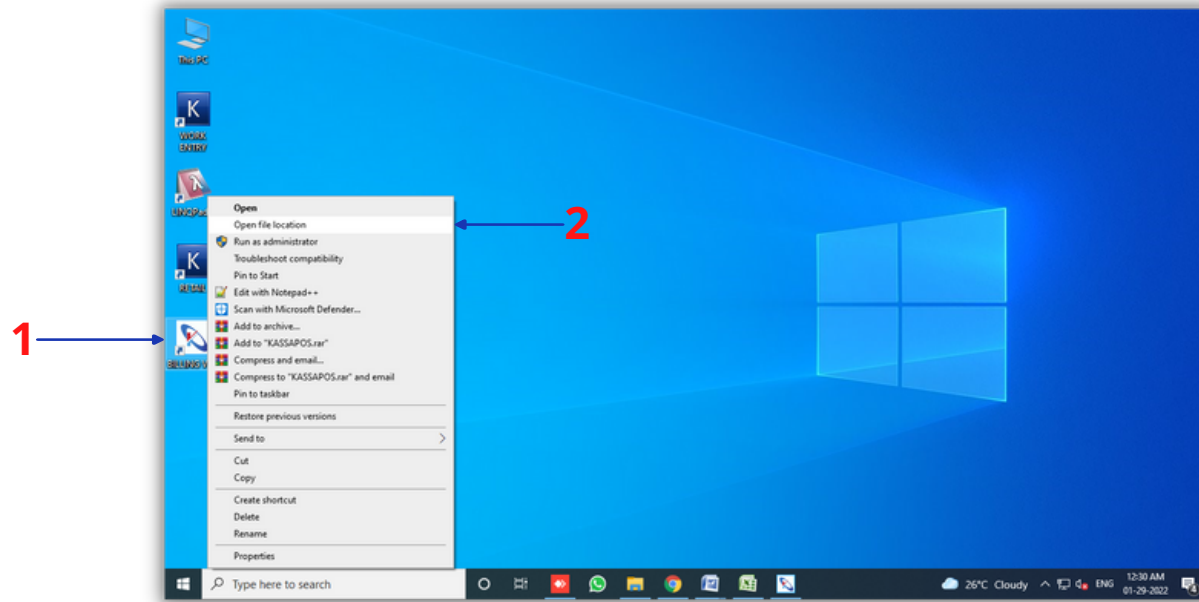 This PC
K
WORK
ENTRY
K
RETAIL
1
BILLING
Open
Open file location
2
Run as administrator
Troubleshoot compatibility
Pin to Start
Edit with Notepad++
Scan with Microsoft Defender...
Add to archive...
Add to "KASSAPOS.rar"
Compress and email...
Compress to "KASSAPOS.rar" and email
Pin to taskbar
Restore previous versions
Send to
Cut
Copy
Create shortcut
Delete
Rename
Properties
Type here to search
26°C Cloudy
ENG
12:30 AM
01-29-2022